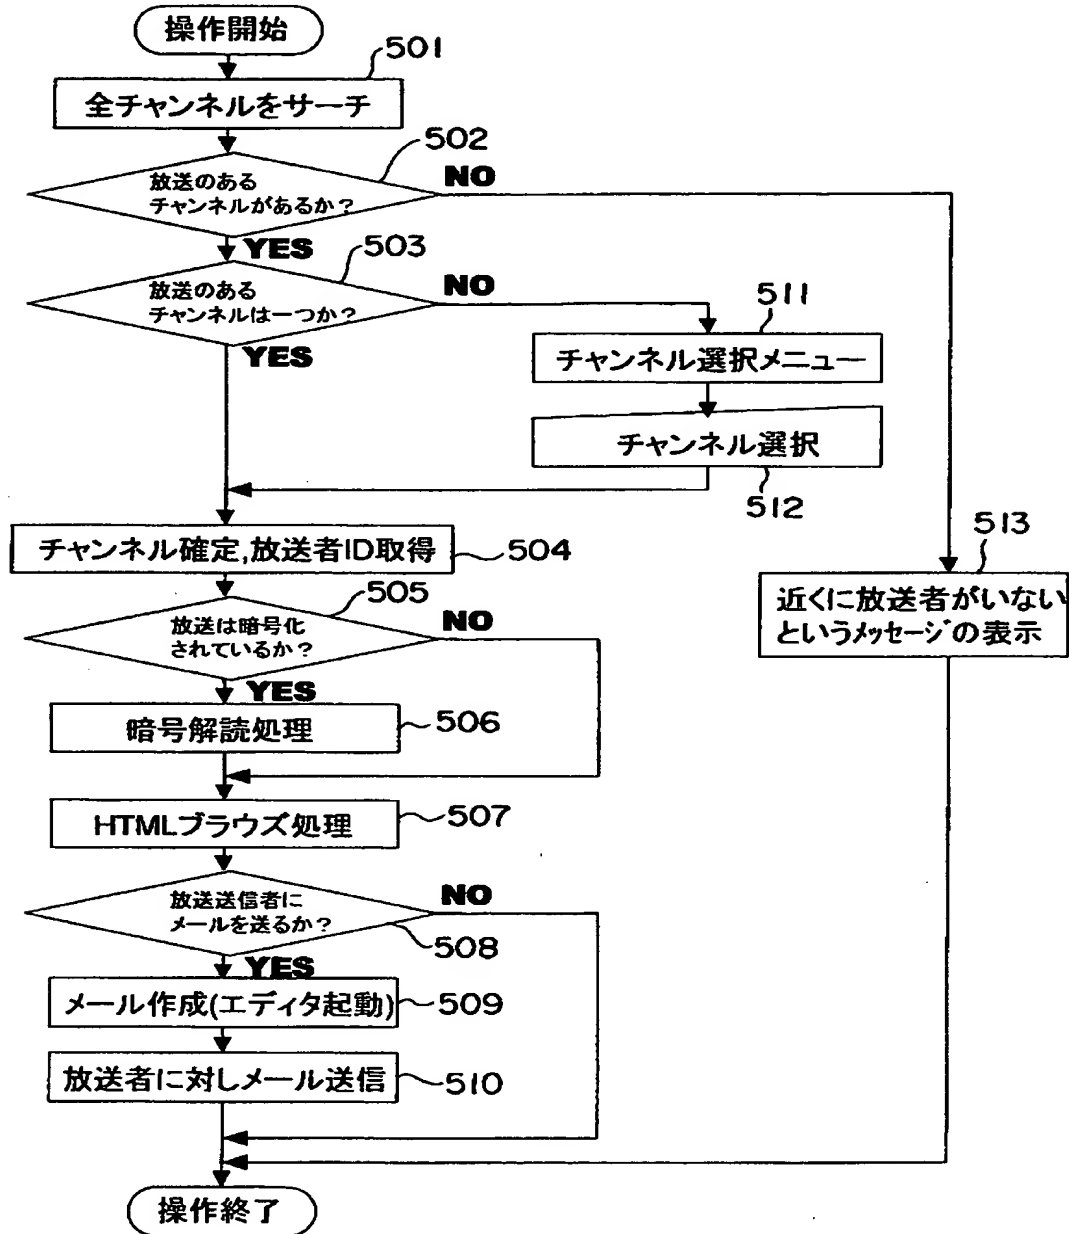 操作開始
501
全チャンネルをサーチ
502
放送のある
チャンネルがあるか?
NO
YES
503
放送のある
チャンネルは一つか?
NO
YES
511
チャンネル選択メニュー
チャンネル選択
512
チャンネル確定,放送者ID取得
504
513
近くに放送者がいない
というメッセージの表示
505
放送は暗号化
されているか?
NO
YES
暗号解読処理
506
HTMLブラウズ処理
507
放送送信者に
メールを送るか?
NO
508
YES
メール作成(エディタ起動)
509
放送者に対しメール送信
510
操作終了